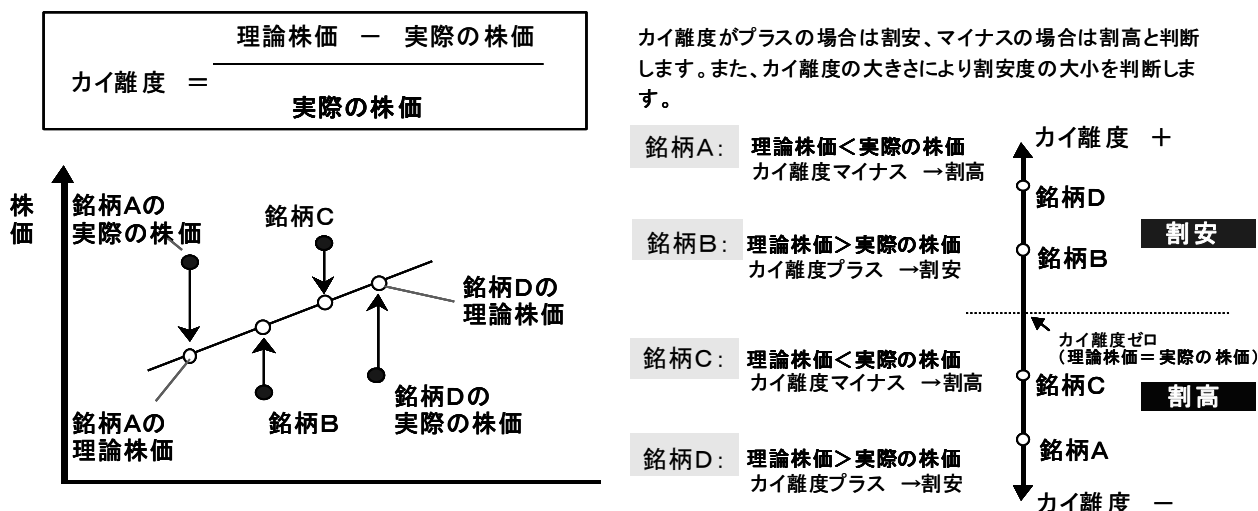 理論株価 － 実際の株価
カイ離度 ＝
実際の株価
株
価
銘柄Aの
実際の株価
銘柄C
銘柄Dの
理論株価
銘柄Aの
理論株価
銘柄B
銘柄Dの
実際の株価
カイ離度がプラスの場合は割安、マイナスの場合は割高と判断
します。また、カイ離度の大きさにより割安度の大小を判断しま
す。
銘柄A： 理論株価＜実際の株価
カイ離度マイナス →割高
銘柄B： 理論株価＞実際の株価
カイ離度プラス →割安
銘柄C： 理論株価＜実際の株価
カイ離度マイナス →割高
銘柄D： 理論株価＞実際の株価
カイ離度プラス →割安
カイ離度 ＋
銘柄D
割安
銘柄B
カイ離度ゼロ
（理論株価＝実際の株価）
銘柄C
割高
銘柄A
カイ離度 －